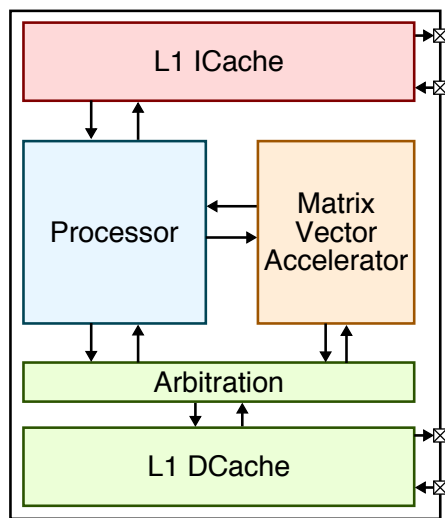 L1 ICache
Processor
Matrix
Vector
Accelerator
Arbitration
L1 DCache